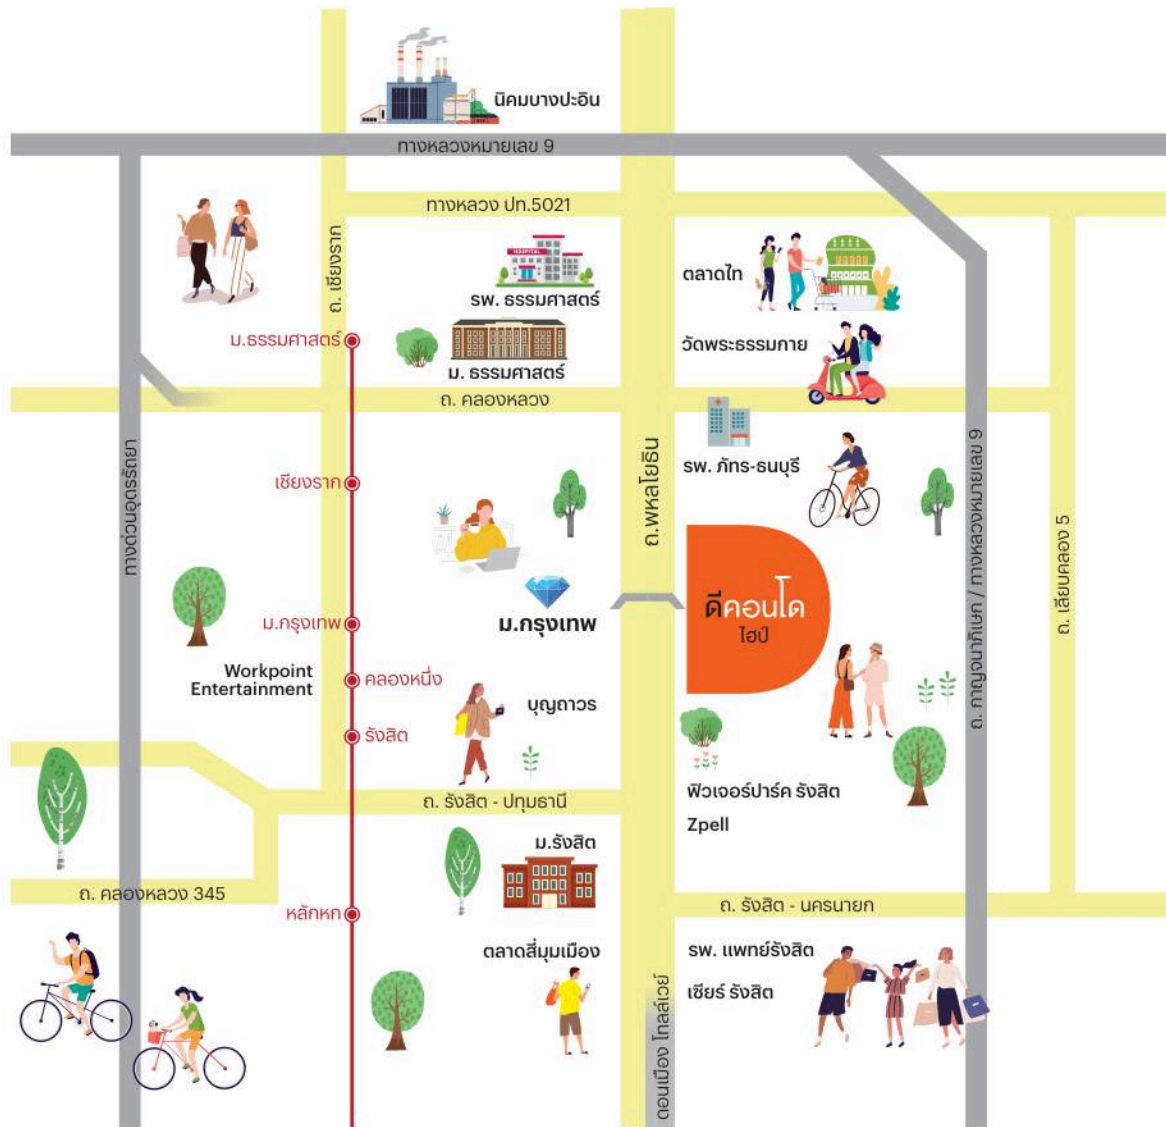 นิคมบางปะอิน
ทางหลวงหมายเลข 9
ทางหลวง ปท.5021
ถ. เชียงราก
HOSPITAL
รพ. ธรรมศาสตร์
ตลาดไท
ม.ธรรมศาสตร์
ม. ธรรมศาสตร์
วัดพระธรรมกาย
ถ. คลองหลวง
ทางด่วนอุดรรัถยา
เชียงราก
ถ.พหลโยธิน
รพ. ภัทร-ธนบุรี
ถ. กาญจนาภิเษก / ทางหลวงหมายเลข 9
ถ. เลียบคลอง 5
ดีคอนโด
ไฮป์
ม.กรุงเทพ
ม.กรุงเทพ
Workpoint
Entertainment
คลองหนึ่ง
บุญถาวร
รังสิต
ฟิวเจอร์ปาร์ค รังสิต
Zpell
ถ. รังสิต - ปทุมธานี
ม.รังสิต
ถ. คลองหลวง 345
หลักหก
ถ. รังสิต - นครนายก
ตลาดสี่มุมเมือง
รพ. แพทย์รังสิต
เซียร์ รังสิต
ดอนเมือง โทลล์เวย์